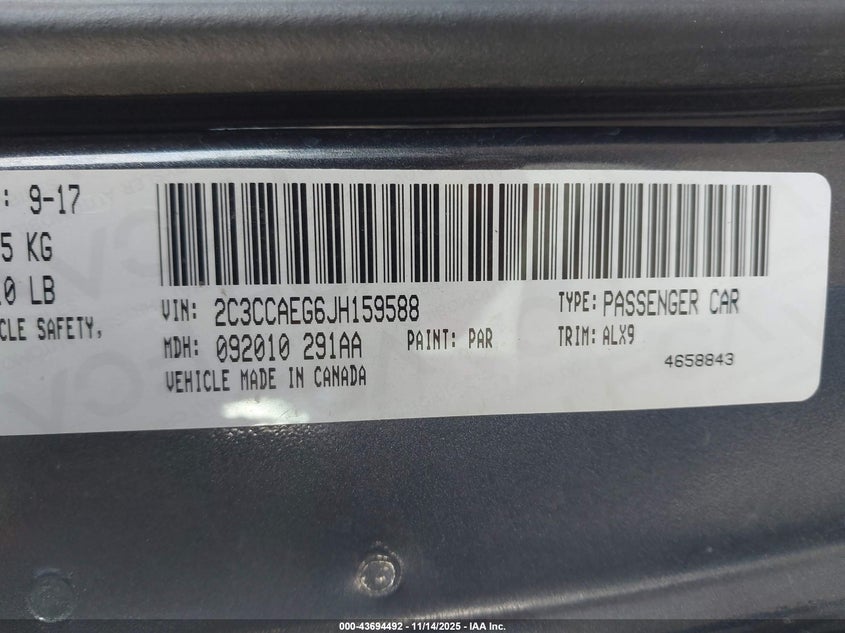 : 9-17
5 KG
10 LB
CLE SAFETY,
VIN: 2C3CCAEG6JH159588
TYPE: PASSENGER CAR
MDH: 092010 291AA
PAINT: PAR
TRIM: ALX9
VEHICLE MADE IN CANADA
4658843
000-43694492 - 11/14/2025 - IAA Inc.